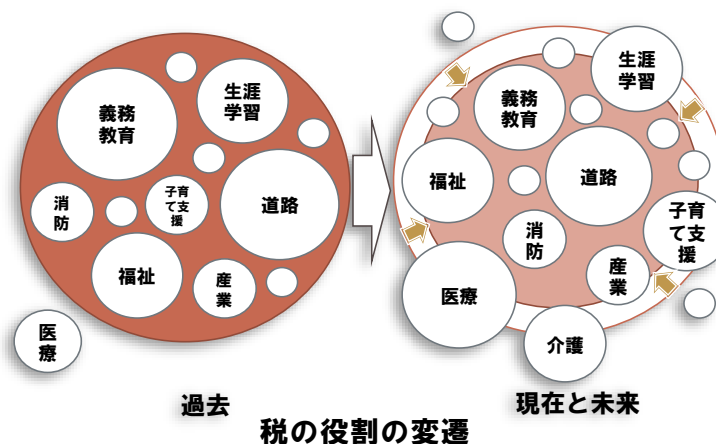 義務
教育
生涯
学習
消
防
子育
て支
援
道路
福祉
産
業
医
療
過去
生涯
学習
義務
教育
福祉
道路
消
防
子育
て支
援
産
業
医療
介護
現在と未来
税の役割の変遷